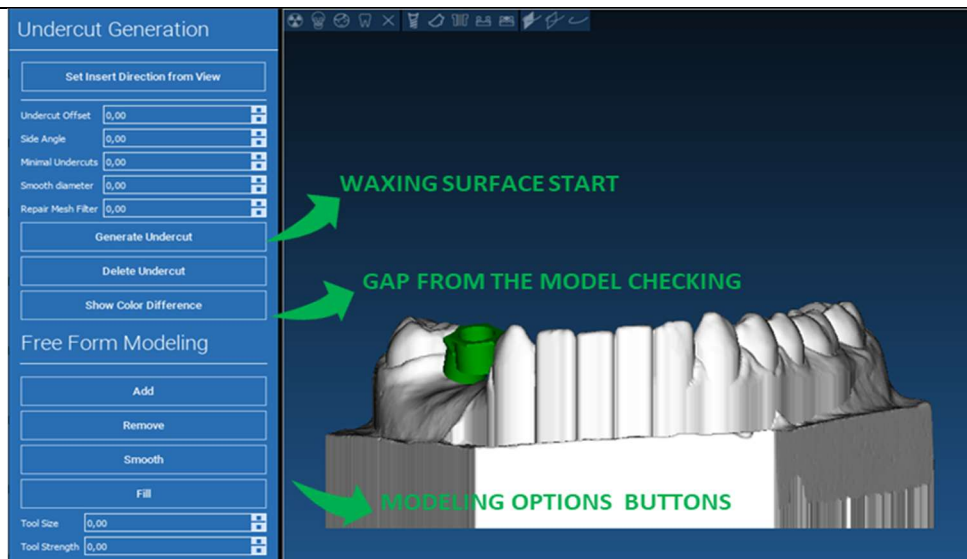 Undercut Generation
Set Insert Direction from View
Undercut Offset 0,00
Side Angle 0,00
Minimal Undercuts 0,00
Smooth diameter 0,00
Repair Mesh Filter 0,00
Generate Undercut
Delete Undercut
Show Color Difference
Free Form Modeling
Add
Remove
Smooth
Fill
Tool Size 0,00
Tool Strength 0,00
WAXING SURFACE START
GAP FROM THE MODEL CHECKING
MODELING OPTIONS BUTTONS